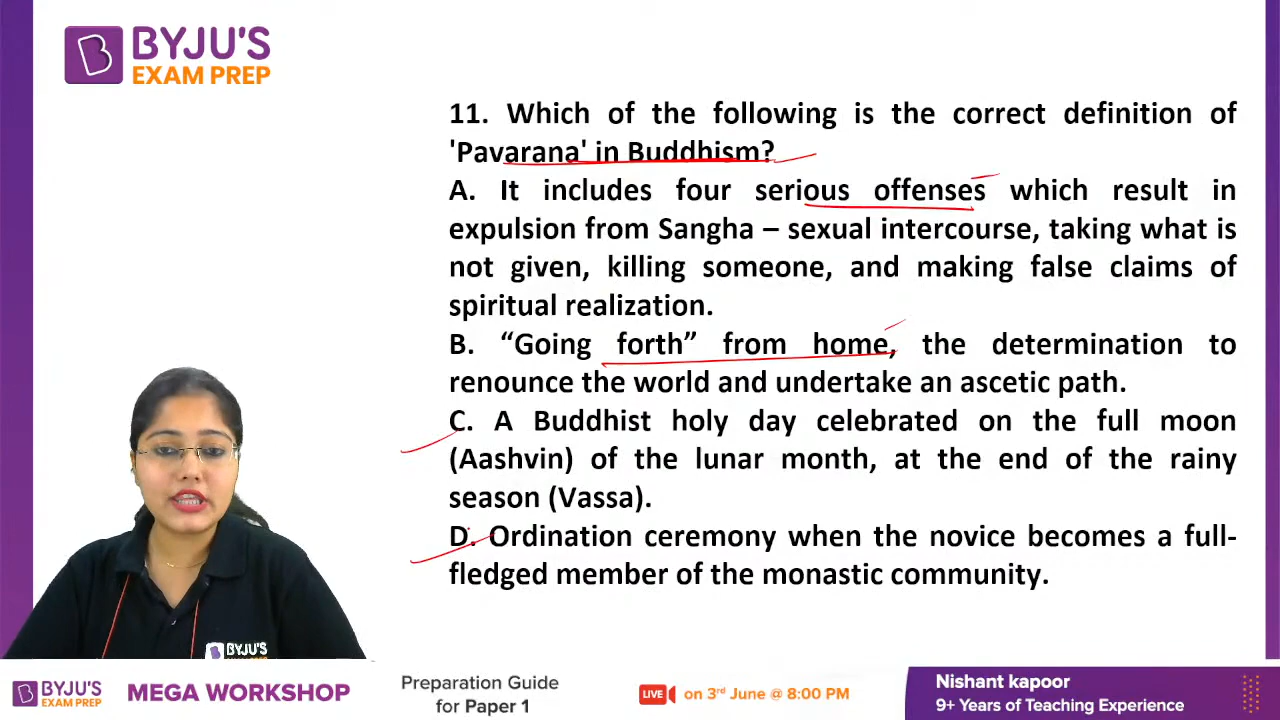 BYJU'S
EXAM PREP
11. Which of the following is the correct definition of
'Pavarana' in Buddhism?
A. It includes four serious offenses which result in
expulsion from Sangha – sexual intercourse, taking what is
not given, killing someone, and making false claims of
spiritual realization.
B. “Going forth” from home, the determination to
renounce the world and undertake an ascetic path.
C. A Buddhist holy day celebrated on the full moon
(Aashvin) of the lunar month, at the end of the rainy
season (Vassa).
D. Ordination ceremony when the novice becomes a full-
fledged member of the monastic community.
BYJU'S
BYJU'S
EXAM PREP
MEGA WORKSHOP
Preparation Guide
for Paper 1
LIVE on 3rd June @ 8:00 PM
Nishant kapoor
9+ Years of Teaching Experience